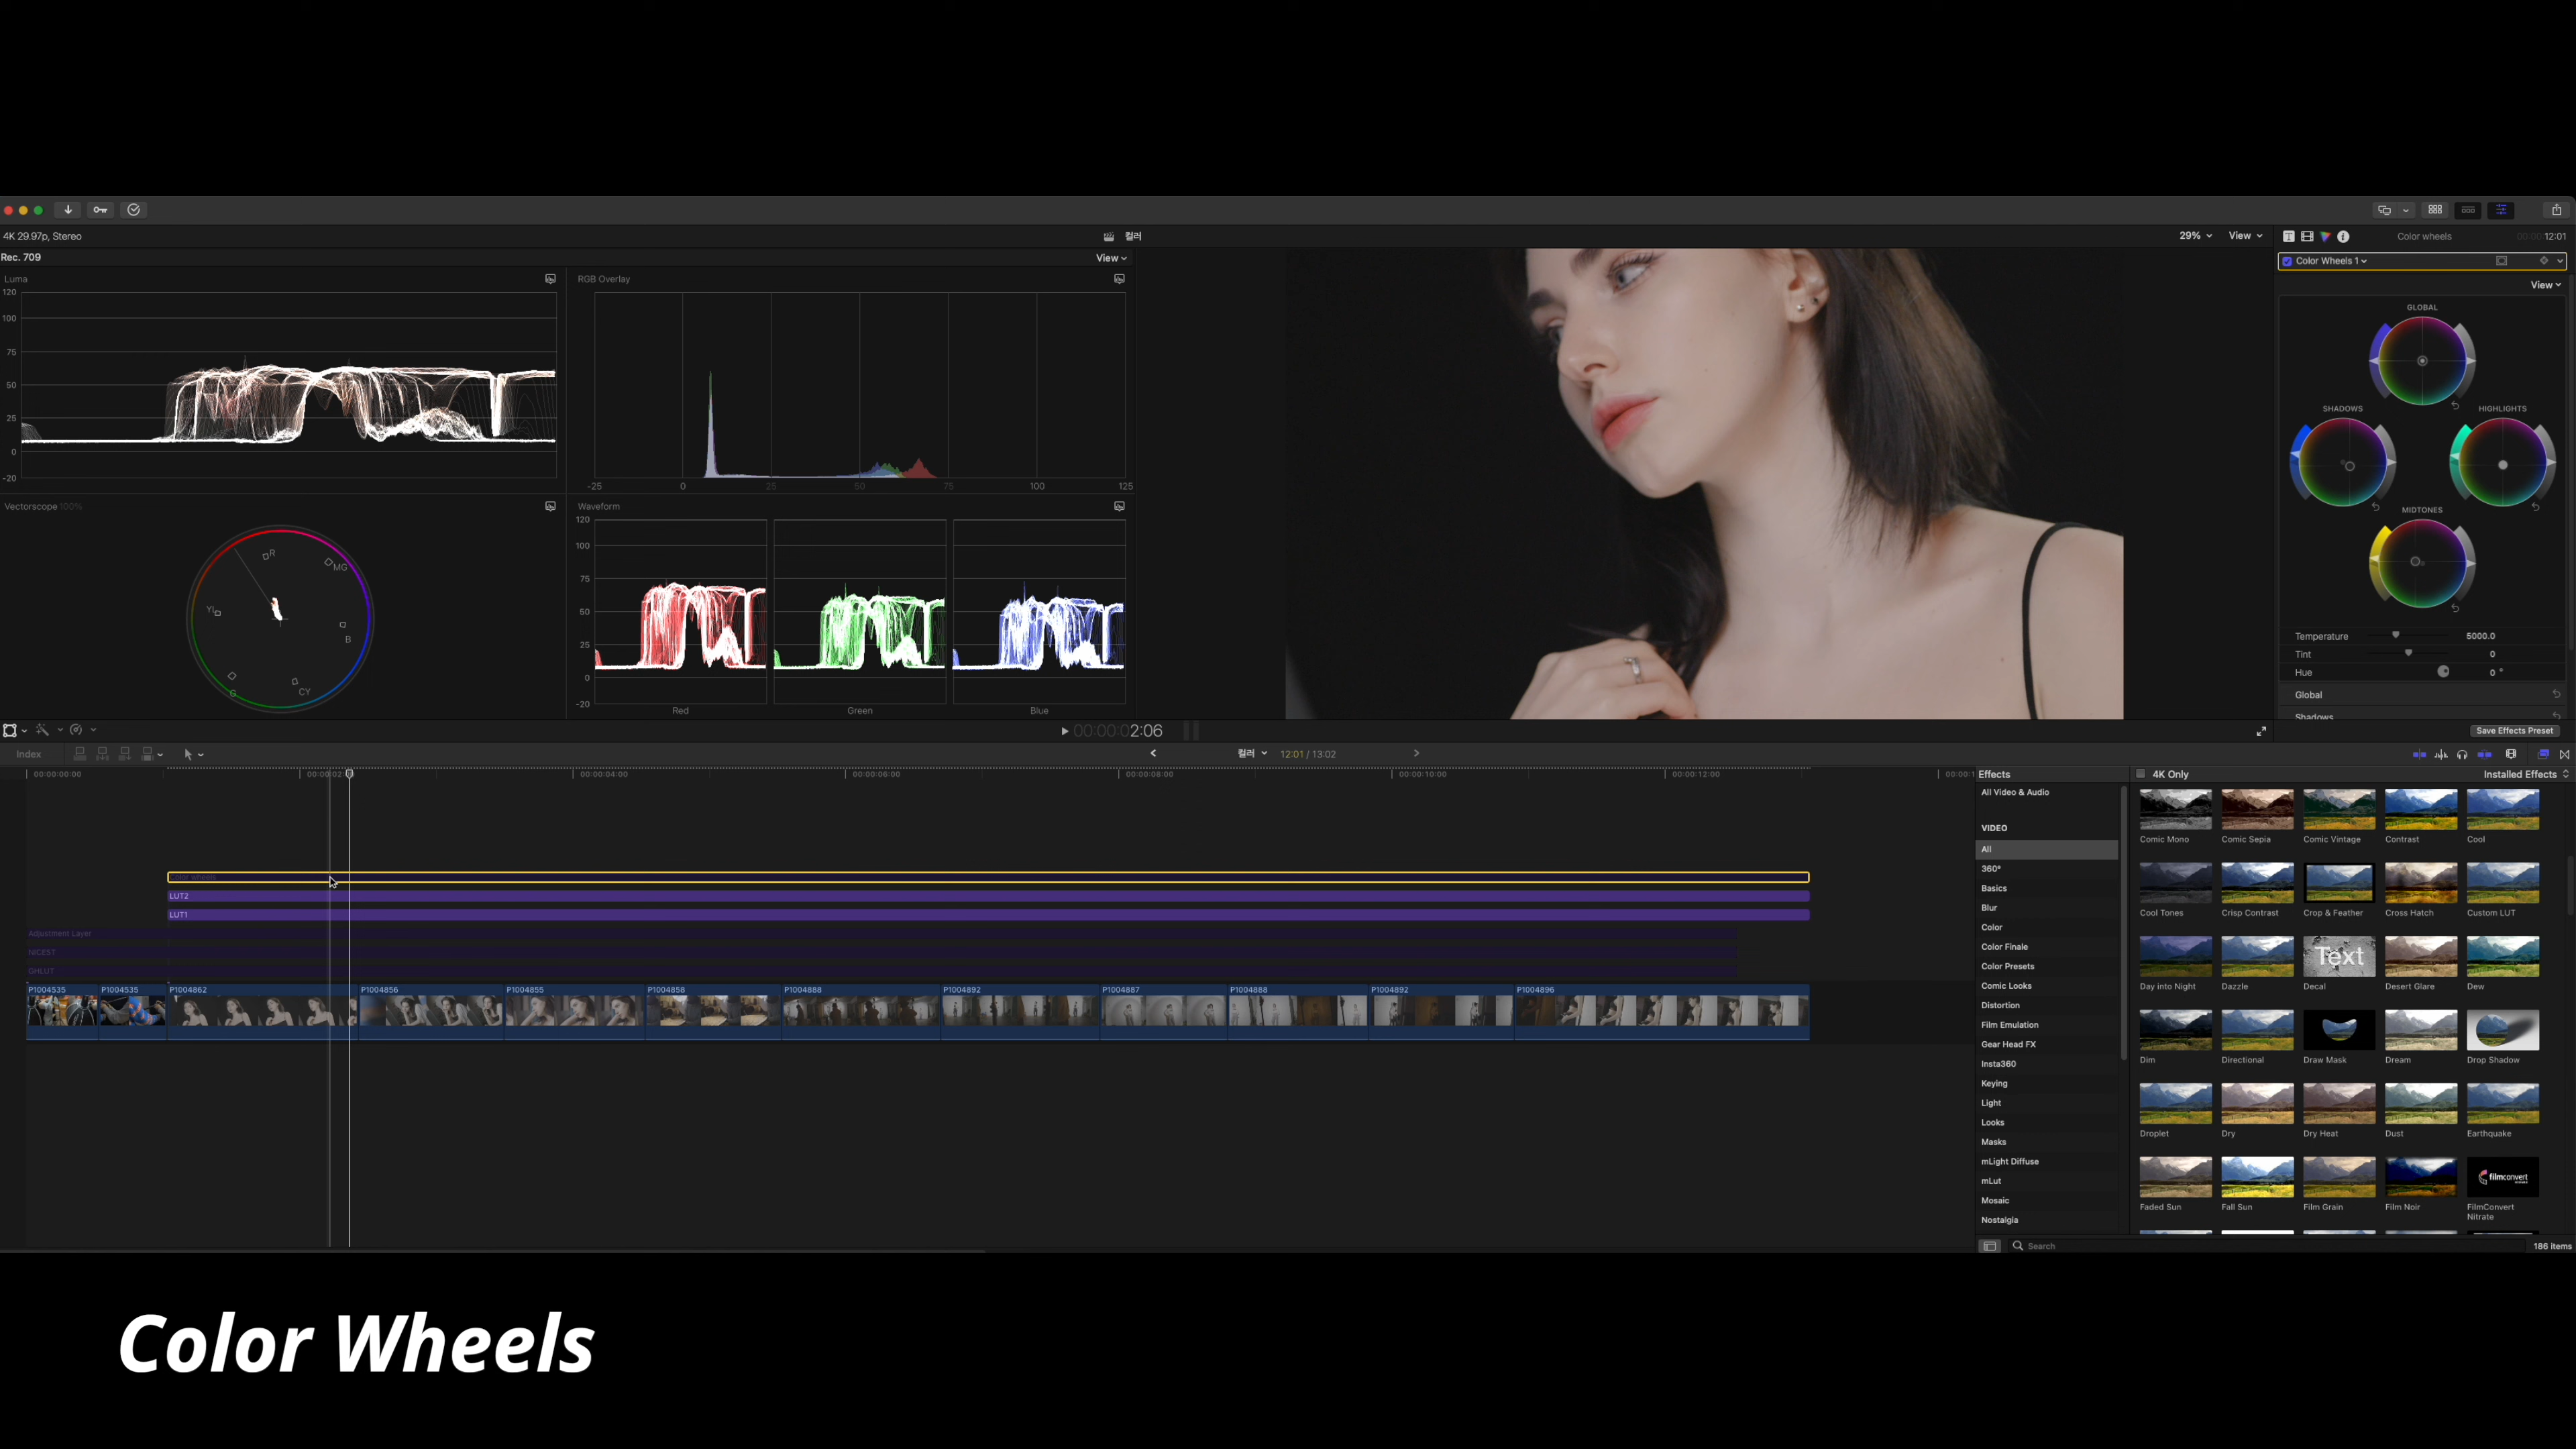 4K 29.97p, Stereo
컬러
29%
View
Color wheels
00:00:12:01
Rec. 709
View
Color Wheels 1
View
Luma
120
100
75
50
25
0
-20
RGB Overlay
-25
0
25
50
75
100
125
Vectorscope 100%
R
MG
B
CY
G
YL
Waveform
120
100
75
50
25
0
-20
Red
Green
Blue
GLOBAL
SHADOWS
HIGHLIGHTS
MIDTONES
Temperature
5000.0
Tint
0
Hue
0 °
Global
Shadows
Save Effects Preset
00:00:02:06
Index
컬러
12:01 / 13:02
00:00:00:00
00:00:04:00
00:00:06:00
00:00:08:00
00:00:10:00
00:00:12:00
Color wheels
LUT2
LUT1
Adjustment Layer
NICEST
GHLUT
P1004535
P1004535
P1004862
P1004856
P1004855
P1004858
P1004888
P1004892
P1004887
P1004888
P1004892
P1004896
Effects
4K Only
Installed Effects
All Video & Audio
VIDEO
All
360°
Basics
Blur
Color
Color Finale
Color Presets
Comic Looks
Distortion
Film Emulation
Gear Head FX
Insta360
Keying
Light
Looks
Masks
mLight Diffuse
mLut
Mosaic
Nostalgia
Comic Mono
Comic Sepia
Comic Vintage
Contrast
Cool
Cool Tones
Crisp Contrast
Crop & Feather
Cross Hatch
Custom LUT
Text
Day into Night
Dazzle
Decal
Desert Glare
Dew
Dim
Directional
Draw Mask
Dream
Drop Shadow
Droplet
Dry
Dry Heat
Dust
Earthquake
filmconvert
Faded Sun
Fall Sun
Film Grain
Film Noir
FilmConvert
Nitrate
Search
186 items
Color Wheels